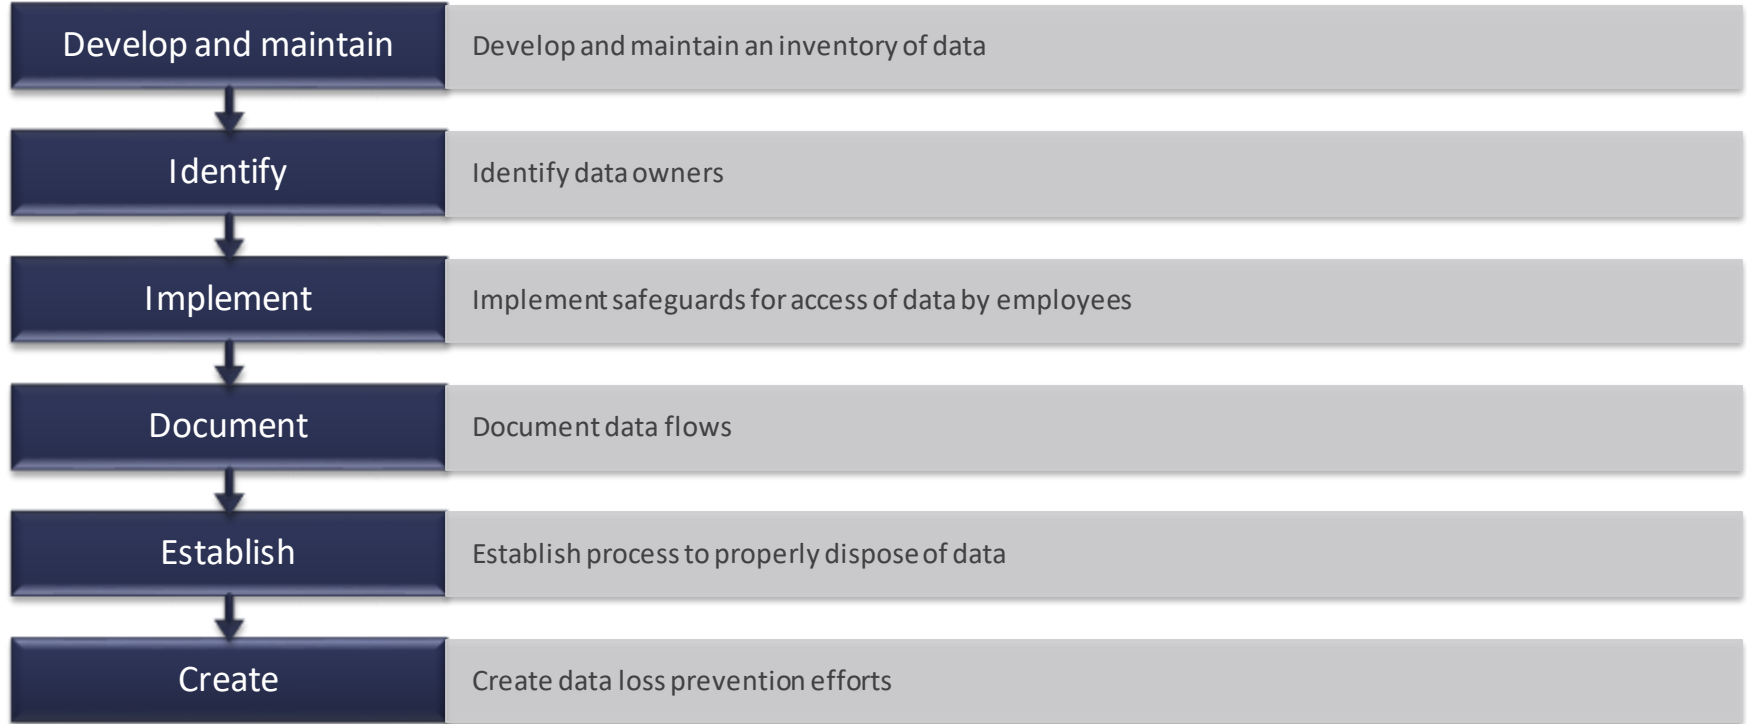 Develop and maintain
Develop and maintain an inventory of data
Identify
Identify data owners
Implement
Implement safeguards for access of data by employees
Document
Document data flows
Establish
Establish process to properly dispose of data
Create
Create data loss prevention efforts